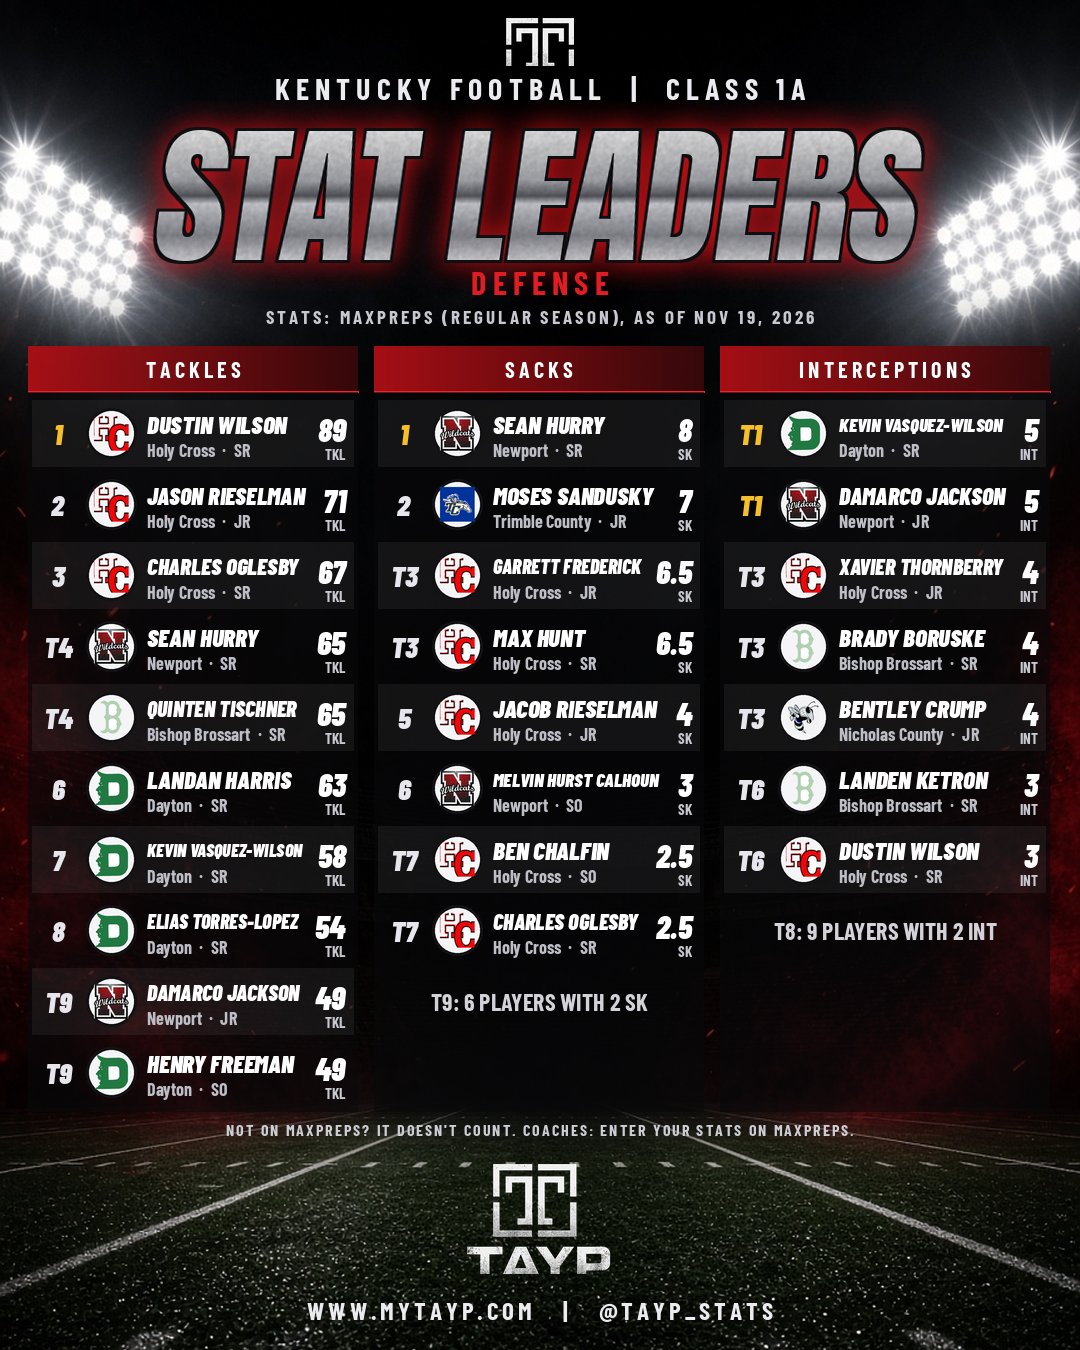 KENTUCKY FOOTBALL | CLASS 1A
STAT LEADERS
DEFENSE
STATS: MAXPREPS (REGULAR SEASON), AS OF NOV 19, 2026
TACKLES
1 DUSTIN WILSON 89
Holy Cross · SR TKL
2 JASON RIESELMAN 71
Holy Cross · JR TKL
3 CHARLES OGLESBY 67
Holy Cross · SR TKL
T4 SEAN HURRY 65
Newport · SR TKL
T4 QUINTEN TISCHNER 65
Bishop Brossart · SR TKL
6 LANDAN HARRIS 63
Dayton · SR TKL
7 KEVIN VASQUEZ-WILSON 58
Dayton · SR TKL
8 ELIAS TORRES-LOPEZ 54
Dayton · SR TKL
T9 DAMARCO JACKSON 49
Newport · JR TKL
T9 HENRY FREEMAN 49
Dayton · SO TKL
SACKS
1 SEAN HURRY 8
Newport · SR SK
2 MOSES SANDUSKY 7
Trimble County · JR SK
T3 GARRETT FREDERICK 6.5
Holy Cross · JR SK
T3 MAX HUNT 6.5
Holy Cross · SR SK
5 JACOB RIESELMAN 4
Holy Cross · JR SK
6 MELVIN HURST CALHOUN 3
Newport · SO SK
T7 BEN CHALFIN 2.5
Holy Cross · SO SK
T7 CHARLES OGLESBY 2.5
Holy Cross · SR SK
T9: 6 PLAYERS WITH 2 SK
INTERCEPTIONS
T1 KEVIN VASQUEZ-WILSON 5
Dayton · SR INT
T1 DAMARCO JACKSON 5
Newport · JR INT
T3 XAVIER THORNBERRY 4
Holy Cross · JR INT
T3 BRADY BORUSKE 4
Bishop Brossart · SR INT
T3 BENTLEY CRUMP 4
Nicholas County · JR INT
T6 LANDEN KETRON 3
Bishop Brossart · SR INT
T6 DUSTIN WILSON 3
Holy Cross · SR INT
T8: 9 PLAYERS WITH 2 INT
NOT ON MAXPREPS? IT DOESN'T COUNT. COACHES: ENTER YOUR STATS ON MAXPREPS.
TAYP
WWW.MYTAYP.COM | @TAYP_STATS